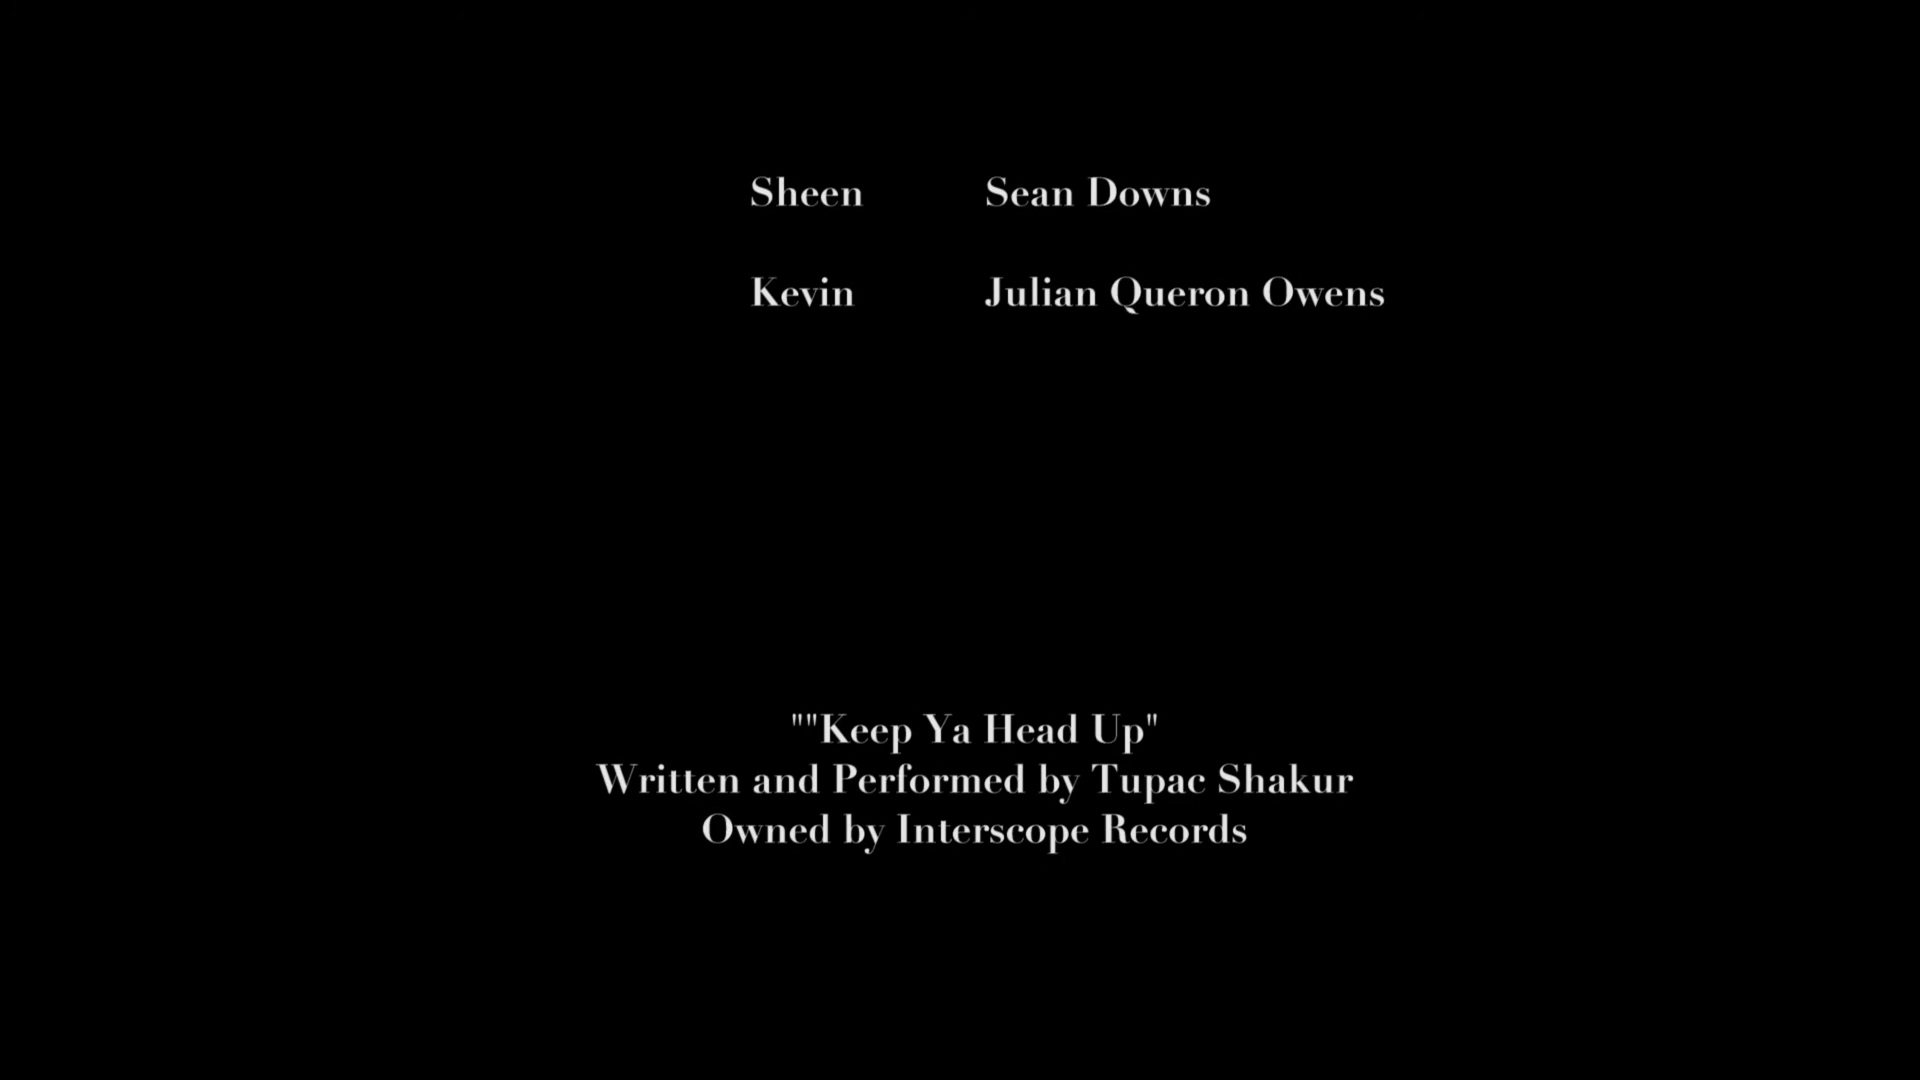 Sheen Sean Downs
Kevin Julian Queron Owens
""Keep Ya Head Up"
Written and Performed by Tupac Shakur
Owned by Interscope Records